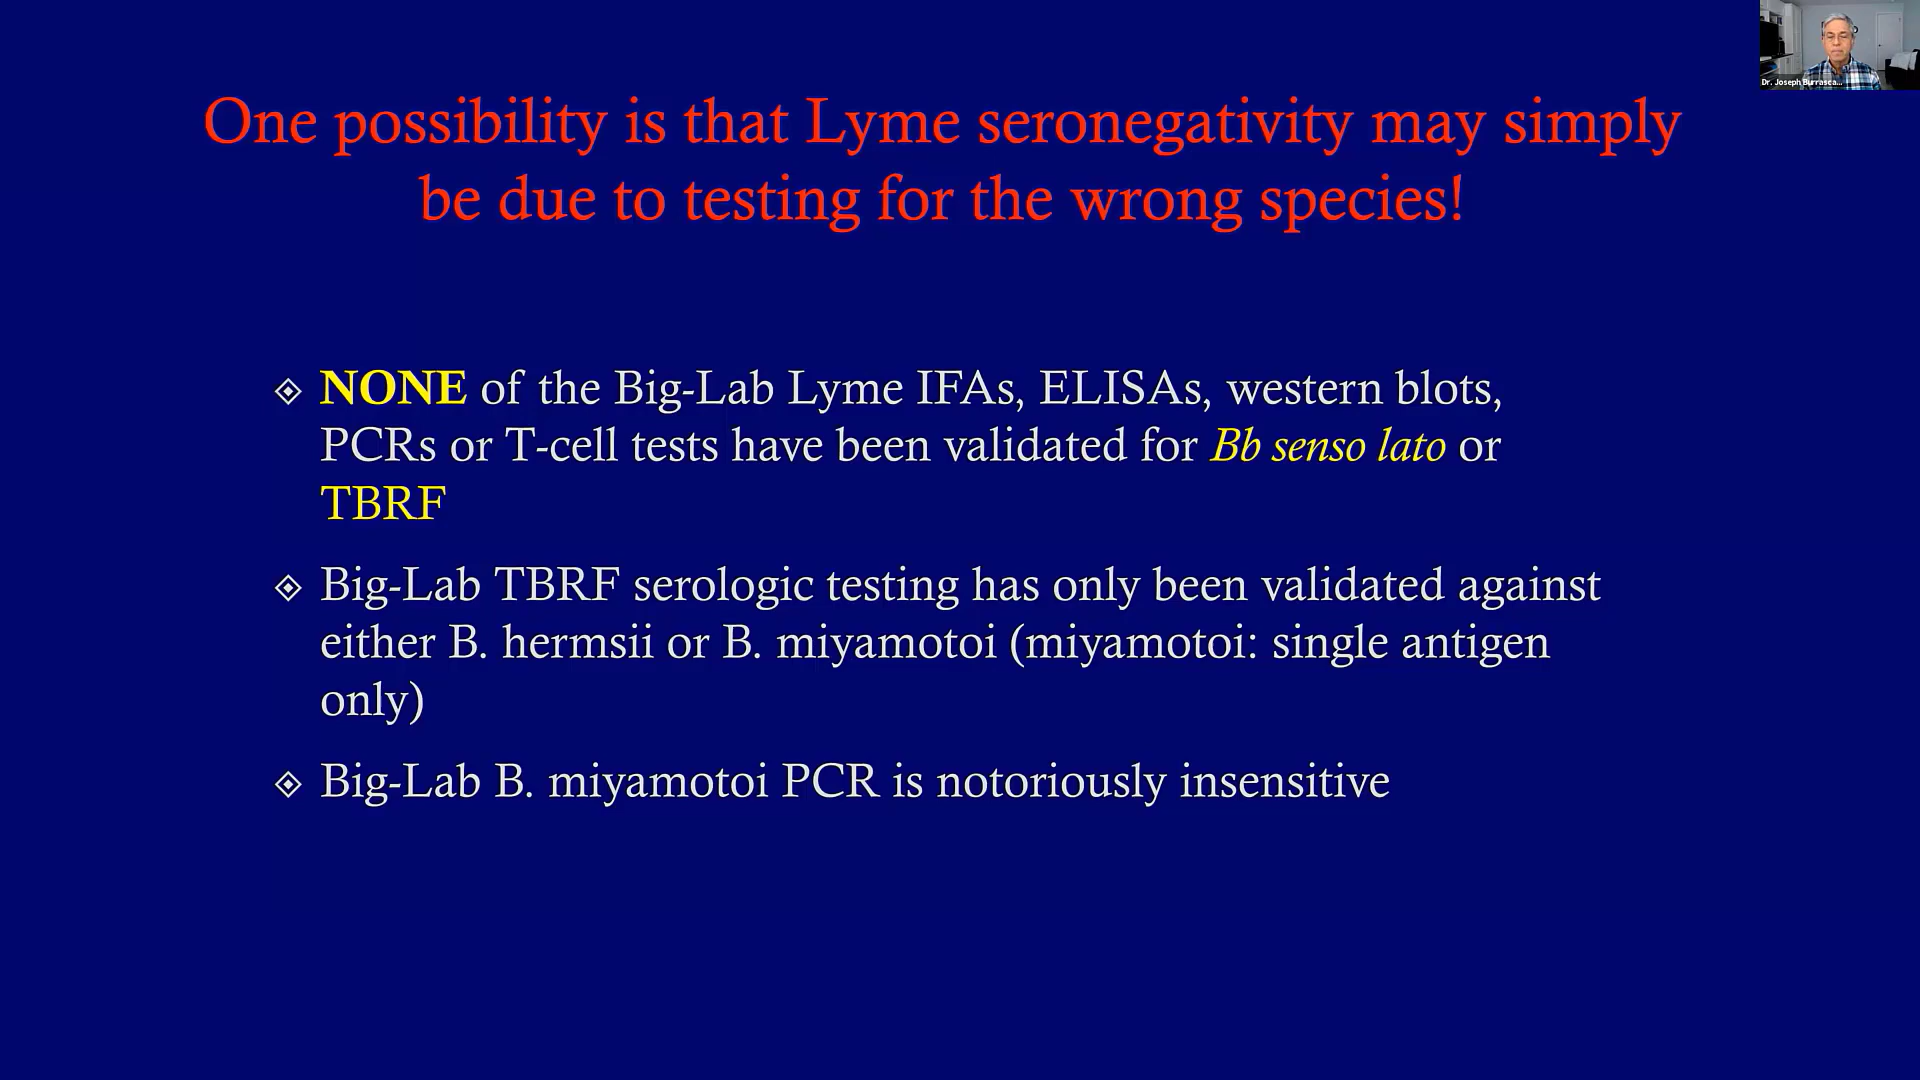 Dr. Joseph Burrasca...
One possibility is that Lyme seronegativity may simply
be due to testing for the wrong species!
NONE of the Big-Lab Lyme IFAs, ELISAs, western blots,
PCRs or T-cell tests have been validated for Bb senso lato or
TBRF
Big-Lab TBRF serologic testing has only been validated against
either B. hermsii or B. miyamotoi (miyamotoi: single antigen
only)
Big-Lab B. miyamotoi PCR is notoriously insensitive